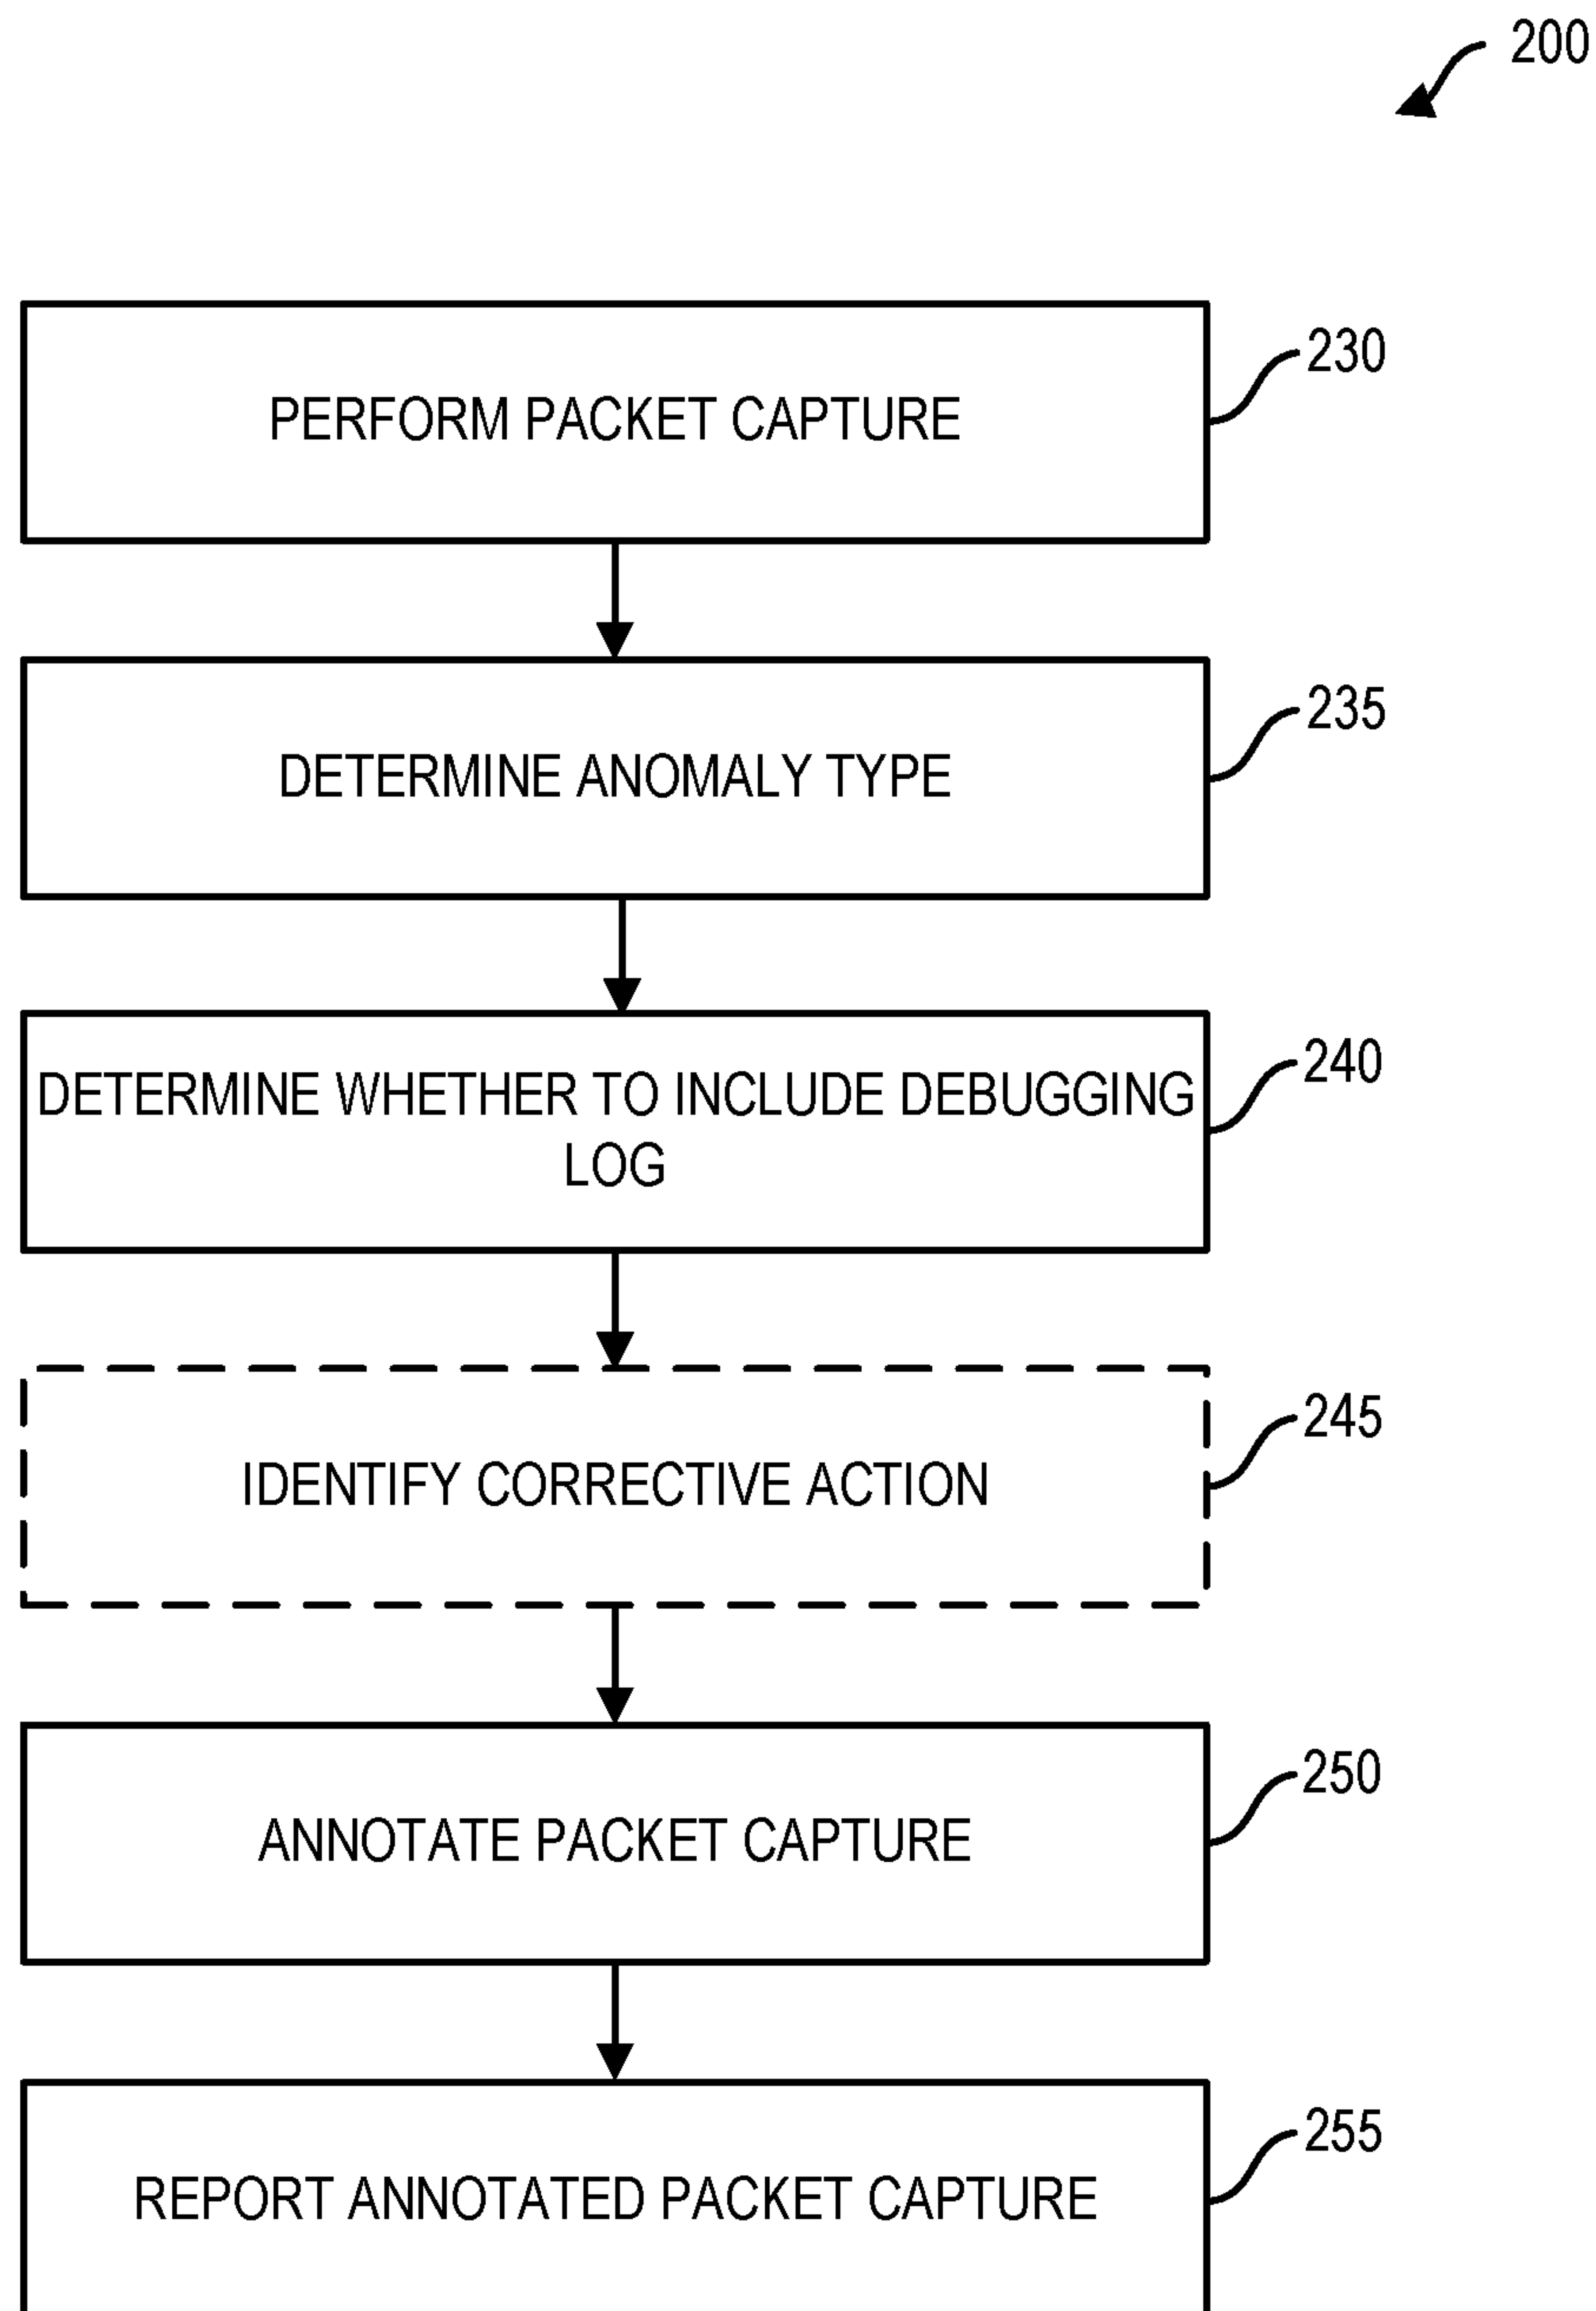 200
PERFORM PACKET CAPTURE
230
DETERMINE ANOMALY TYPE
235
DETERMINE WHETHER TO INCLUDE DEBUGGING
LOG
240
IDENTIFY CORRECTIVE ACTION
245
ANNOTATE PACKET CAPTURE
250
REPORT ANNOTATED PACKET CAPTURE
255